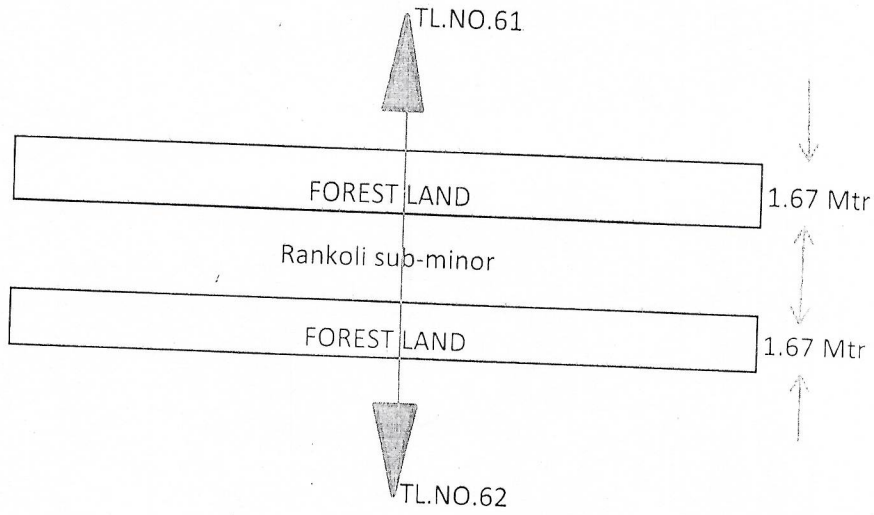 TL.NO.61
FOREST LAND
1.67 Mtr
Rankoli sub-minor
FOREST LAND
1.67 Mtr
TL.NO.62